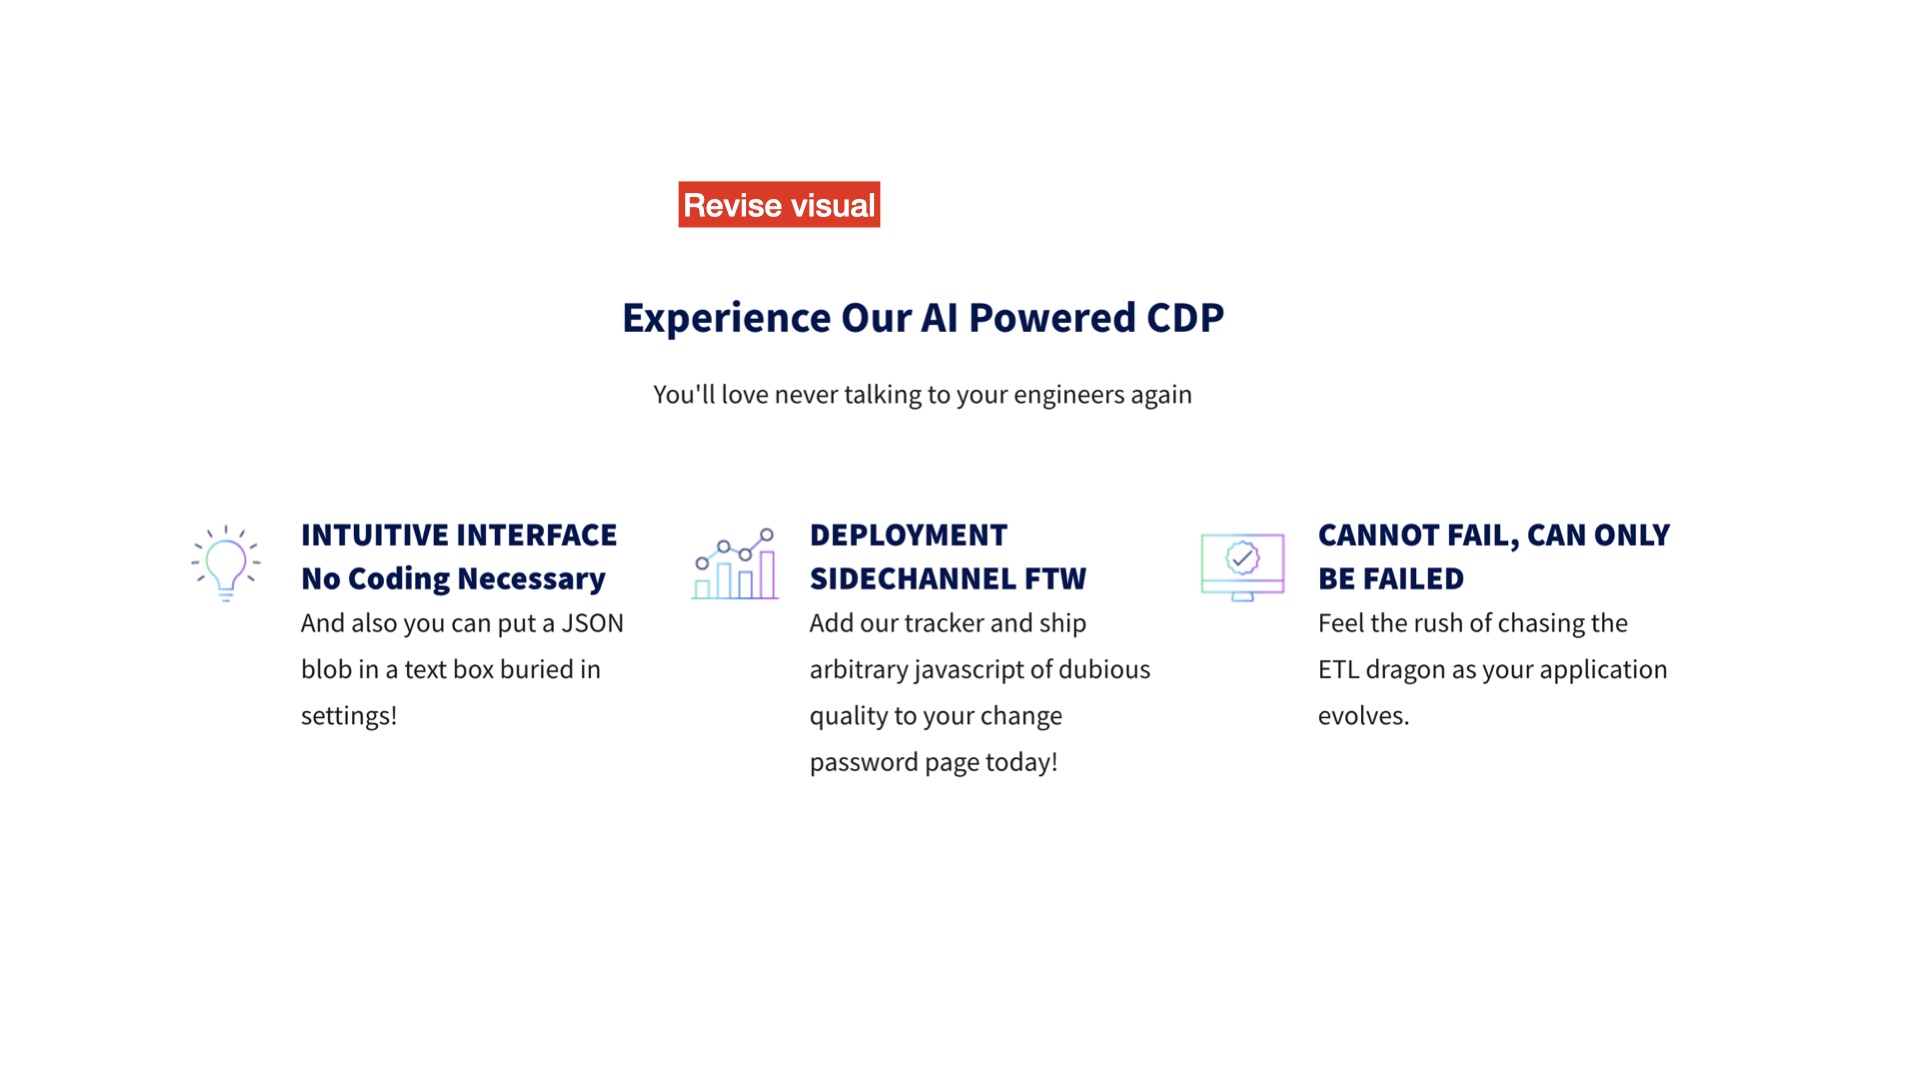 Revise visual
Experience Our AI Powered CDP
You'll love never talking to your engineers again
INTUITIVE INTERFACE
No Coding Necessary
And also you can put a JSON
blob in a text box buried in
settings!
DEPLOYMENT
SIDECHANNEL FTW
Add our tracker and ship
arbitrary javascript of dubious
quality to your change
password page today!
CANNOT FAIL, CAN ONLY
BE FAILED
Feel the rush of chasing the
ETL dragon as your application
evolves.